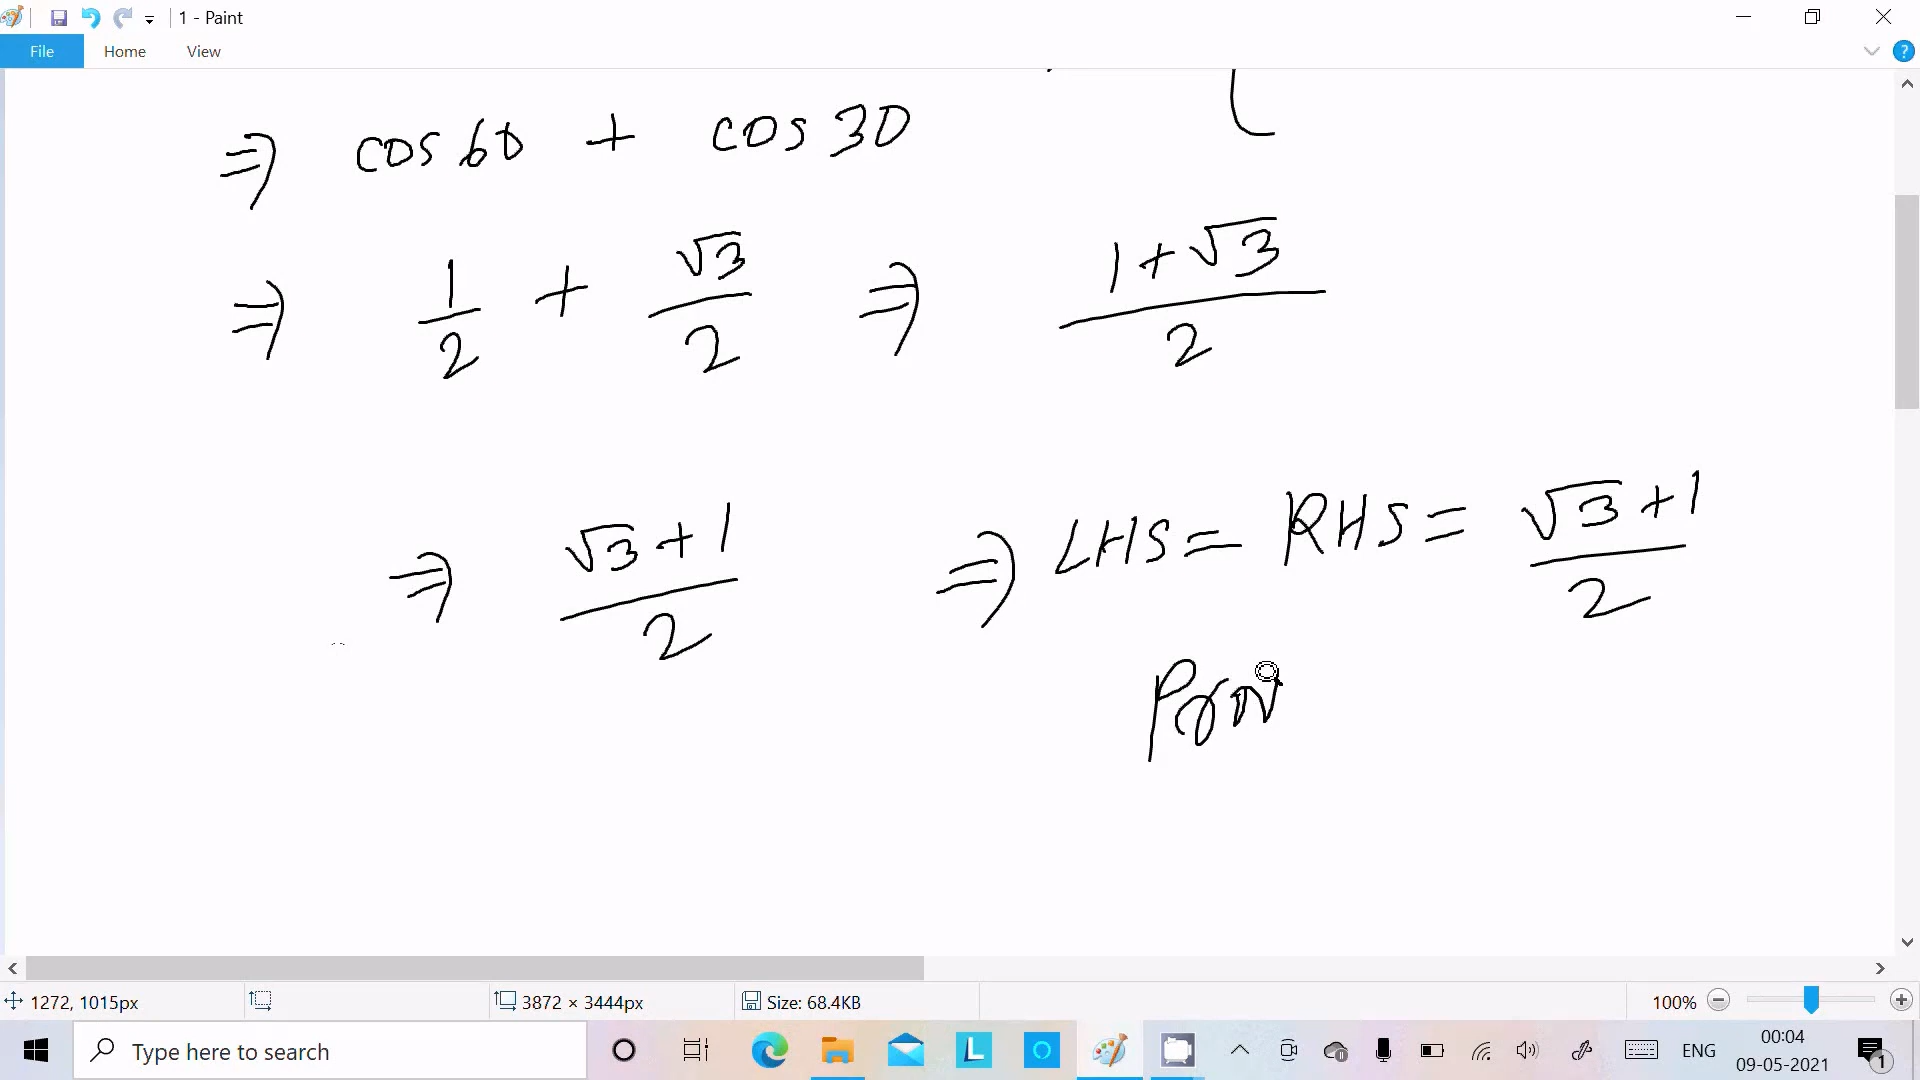 1 - Paint
File Home View
⇒ cos 60 + cos 30
⇒ 1/2 + √3/2 ⇒ (1+√3)/2
⇒ (√3+1)/2 ⇒ LHS = RHS = (√3+1)/2
Prov
1272, 1015px 3872 × 3444px Size: 68.4KB 100%
Type here to search
L
ENG
00:04
09-05-2021
1